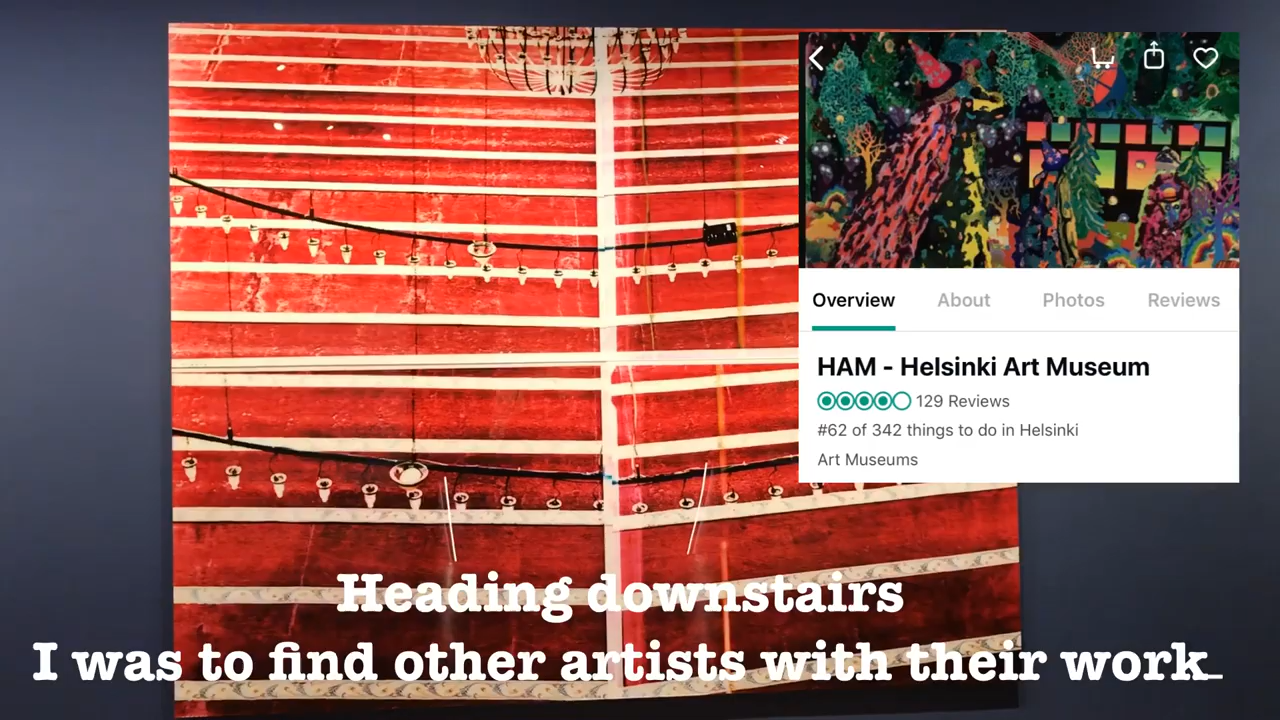 Overview About Photos Reviews
HAM - Helsinki Art Museum
129 Reviews
#62 of 342 things to do in Helsinki
Art Museums
Heading downstairs
I was to find other artists with their work_